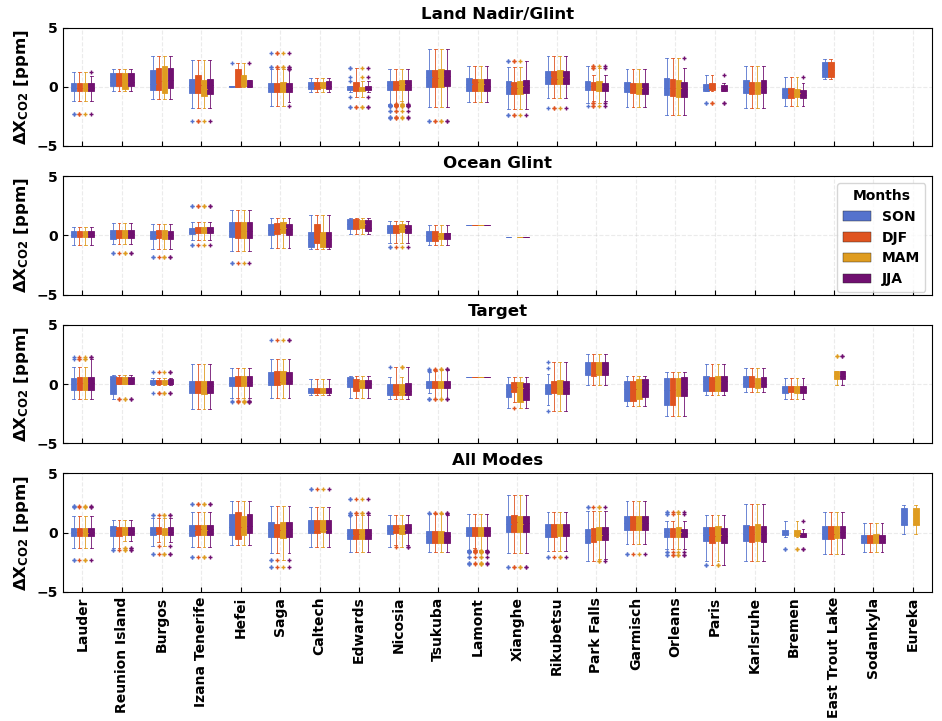 Land Nadir/Glint
ΔX_CO2 [ppm]
5
0
−5
Ocean Glint
ΔX_CO2 [ppm]
5
0
−5
Months
SON
DJF
MAM
JJA
Target
ΔX_CO2 [ppm]
5
0
−5
All Modes
ΔX_CO2 [ppm]
5
0
−5
Lauder
Reunion Island
Burgos
Izana Tenerife
Hefei
Saga
Caltech
Edwards
Nicosia
Tsukuba
Lamont
Xianghe
Rikubetsu
Park Falls
Garmisch
Orleans
Paris
Karlsruhe
Bremen
East Trout Lake
Sodankyla
Eureka